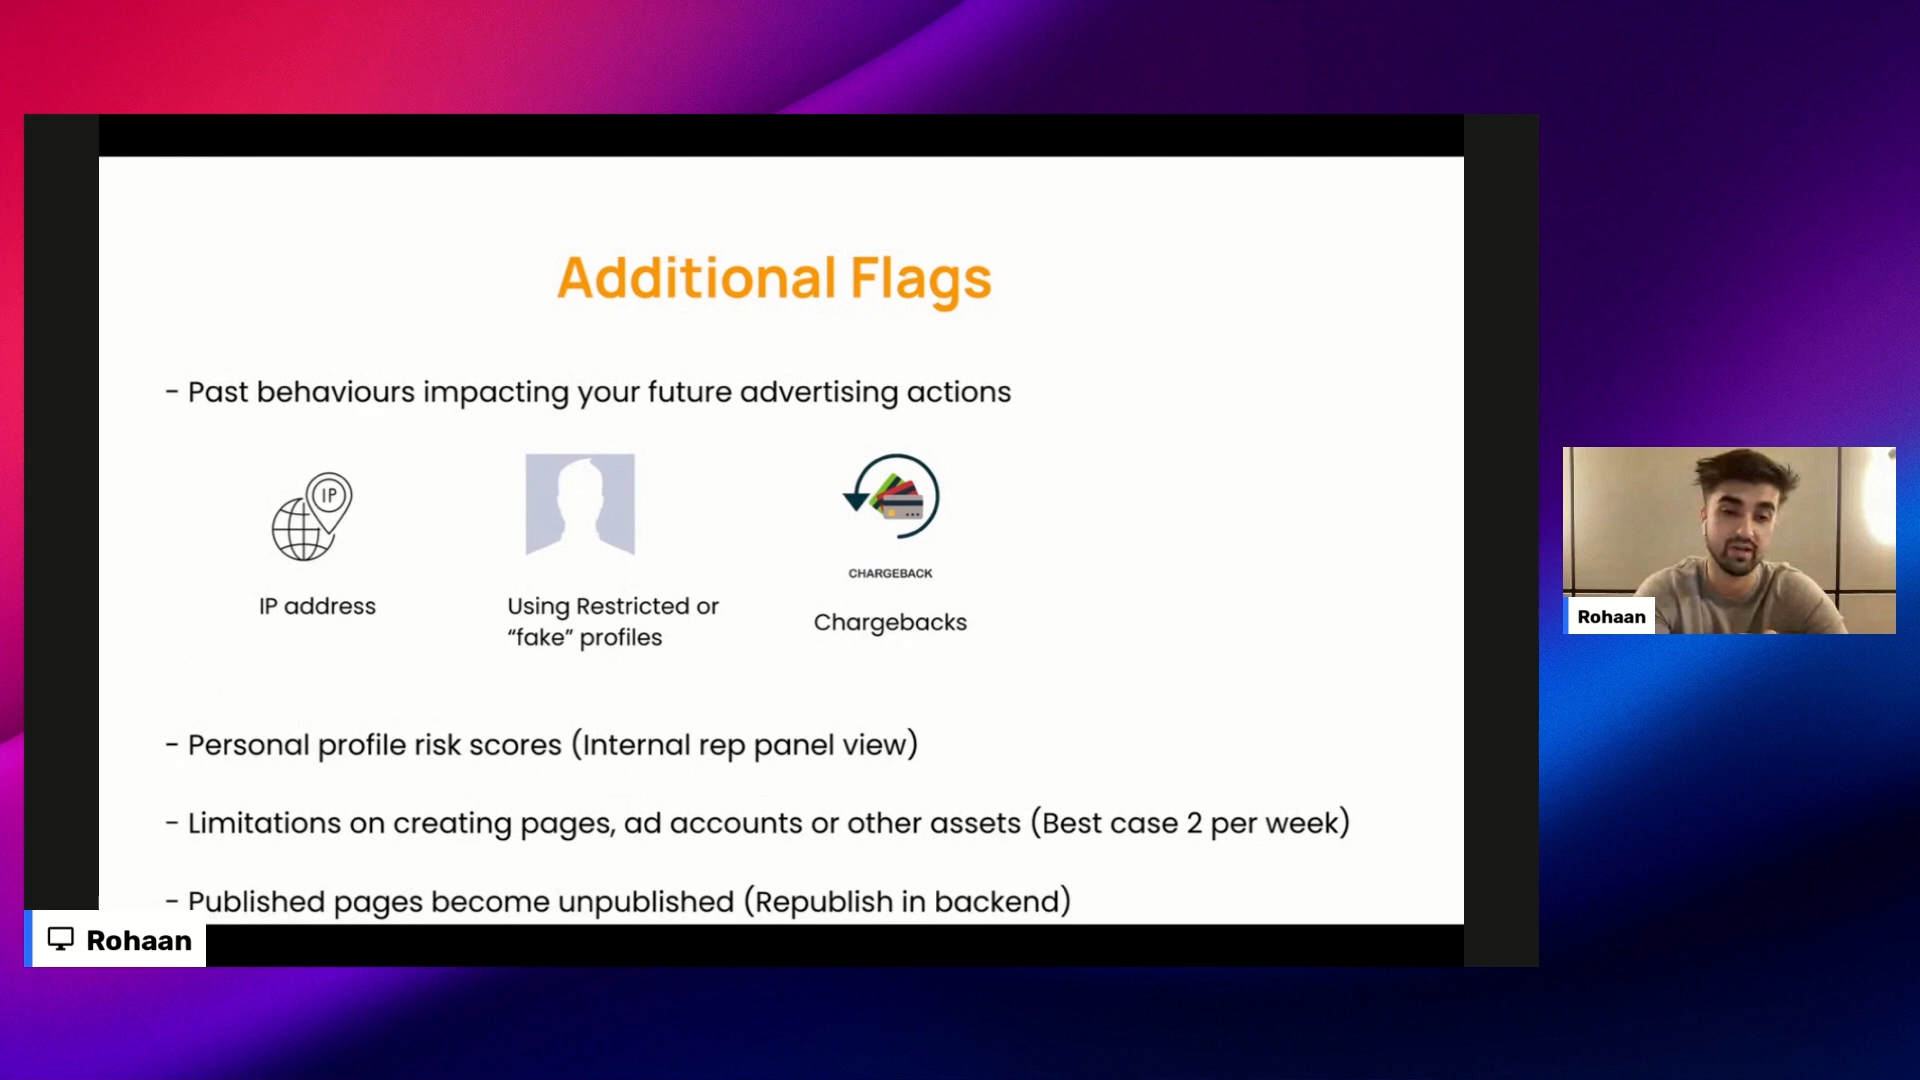 Additional Flags
- Past behaviours impacting your future advertising actions
IP
CHARGEBACK
IP address
Using Restricted or
“fake” profiles
Chargebacks
- Personal profile risk scores (Internal rep panel view)
- Limitations on creating pages, ad accounts or other assets (Best case 2 per week)
- Published pages become unpublished (Republish in backend)
Rohaan
Rohaan